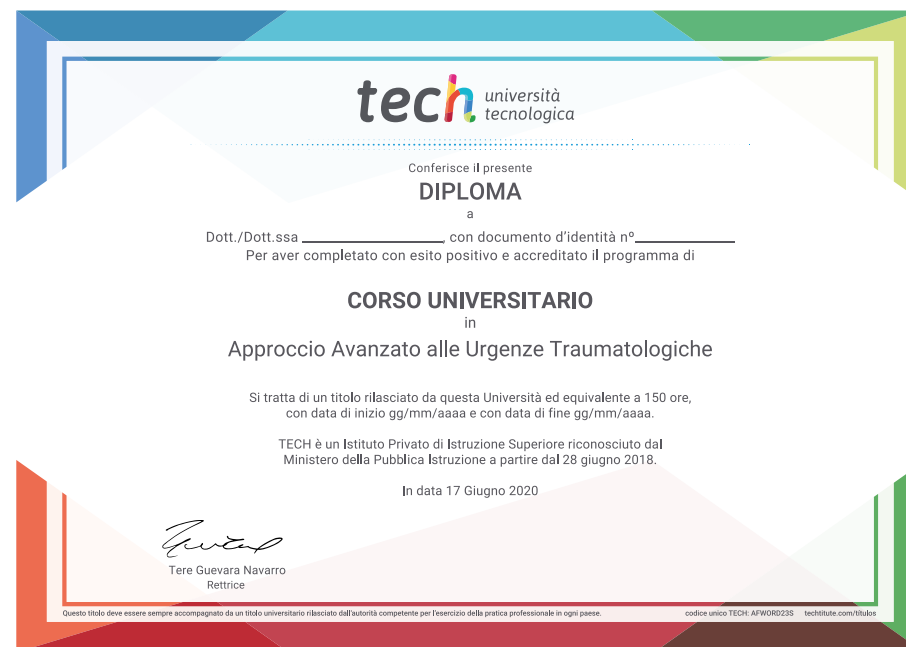 tech università
tecnologica
Conferisce il presente
DIPLOMA
a
Dott./Dott.ssa ____________________, con documento d'identità nº______________
Per aver completato con esito positivo e accreditato il programma di
CORSO UNIVERSITARIO
in
Approccio Avanzato alle Urgenze Traumatologiche
Si tratta di un titolo rilasciato da questa Università ed equivalente a 150 ore,
con data di inizio gg/mm/aaaa e con data di fine gg/mm/aaaa.
TECH è un Istituto Privato di Istruzione Superiore riconosciuto dal
Ministero della Pubblica Istruzione a partire dal 28 giugno 2018.
In data 17 Giugno 2020
Tere Guevara Navarro
Rettrice
Questo titolo deve essere sempre accompagnato da un titolo universitario rilasciato dall'autorità competente per l'esercizio della pratica professionale in ogni paese. codice unico TECH: AFWORD23S techtitute.com/títulos